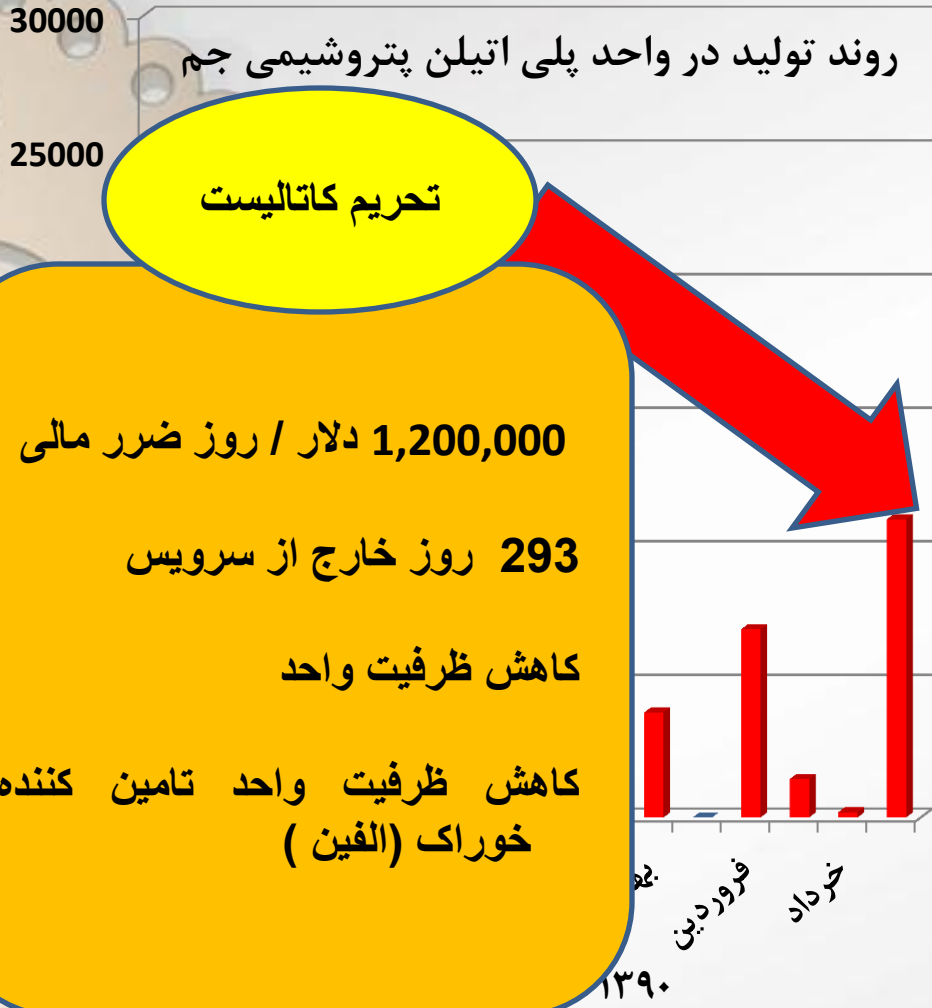 30000
روند تولید در واحد پلی اتیلن پتروشیمی جم
25000
تحریم کاتالیست
1,200,000 دلار / روز ضرر مالی
293 روز خارج از سرویس
کاهش ظرفیت واحد
کاهش ظرفیت واحد تامین کننده
خوراک (الفین )
فروردین
خرداد
۱۳۹۰